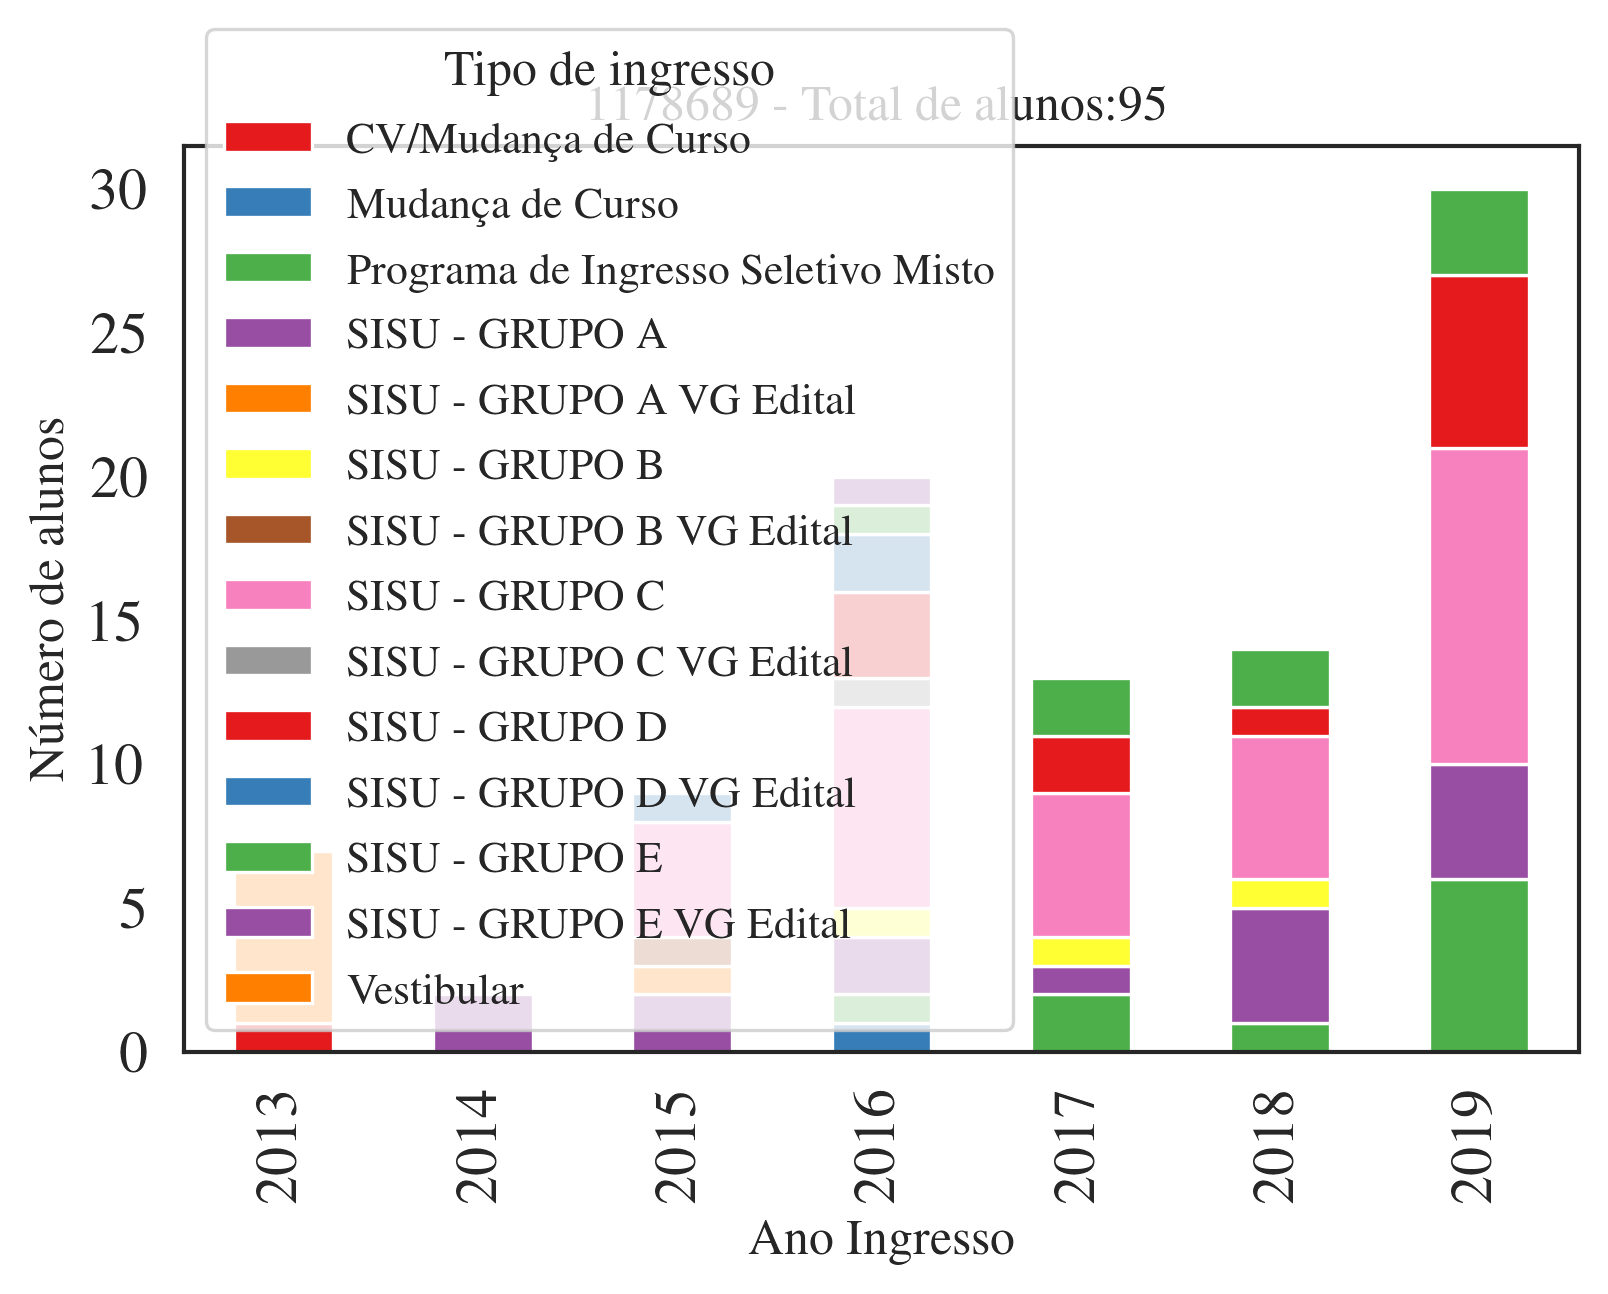 Tipo de ingresso
1178689 - Total de alunos:95
CV/Mudança de Curso
Mudança de Curso
Programa de Ingresso Seletivo Misto
SISU - GRUPO A
SISU - GRUPO A VG Edital
SISU - GRUPO B
SISU - GRUPO B VG Edital
SISU - GRUPO C
SISU - GRUPO C VG Edital
SISU - GRUPO D
SISU - GRUPO D VG Edital
SISU - GRUPO E
SISU - GRUPO E VG Edital
Vestibular
Número de alunos
30
25
20
15
10
5
0
2013
2014
2015
2016
2017
2018
2019
Ano Ingresso